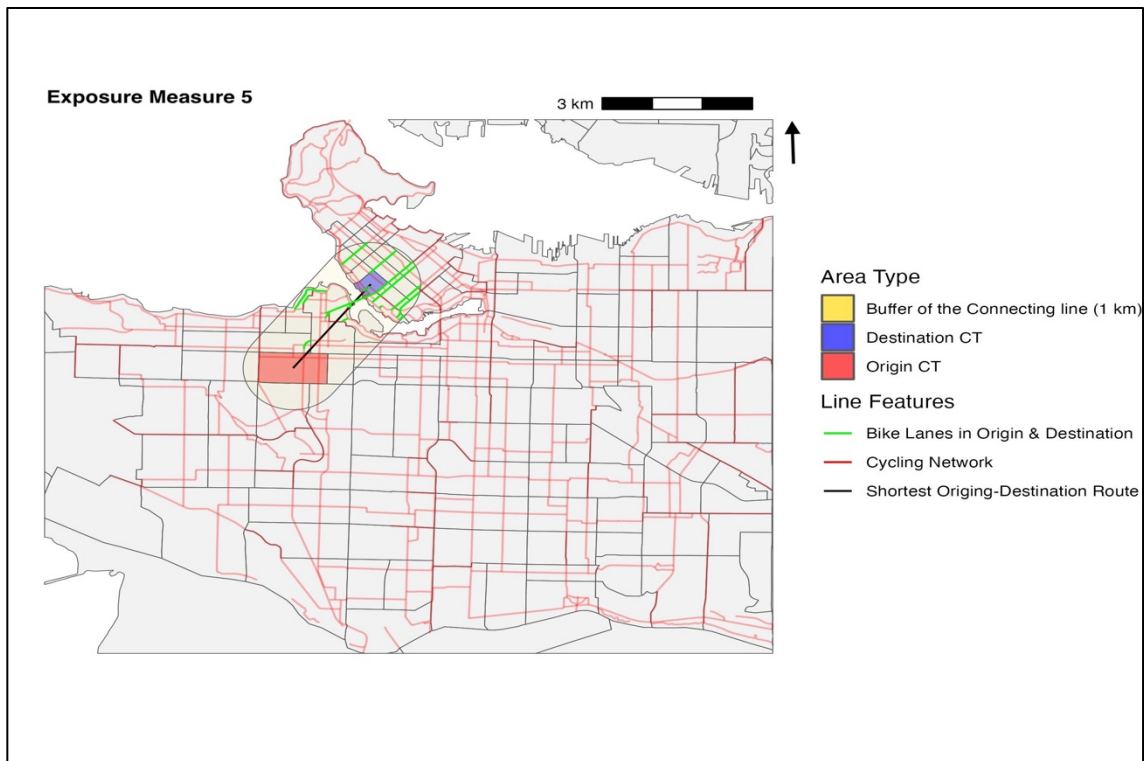 Exposure Measure 5
3 km
Area Type
Buffer of the Connecting line (1 km)
Destination CT
Origin CT
Line Features
Bike Lanes in Origin & Destination
Cycling Network
Shortest Origing-Destination Route